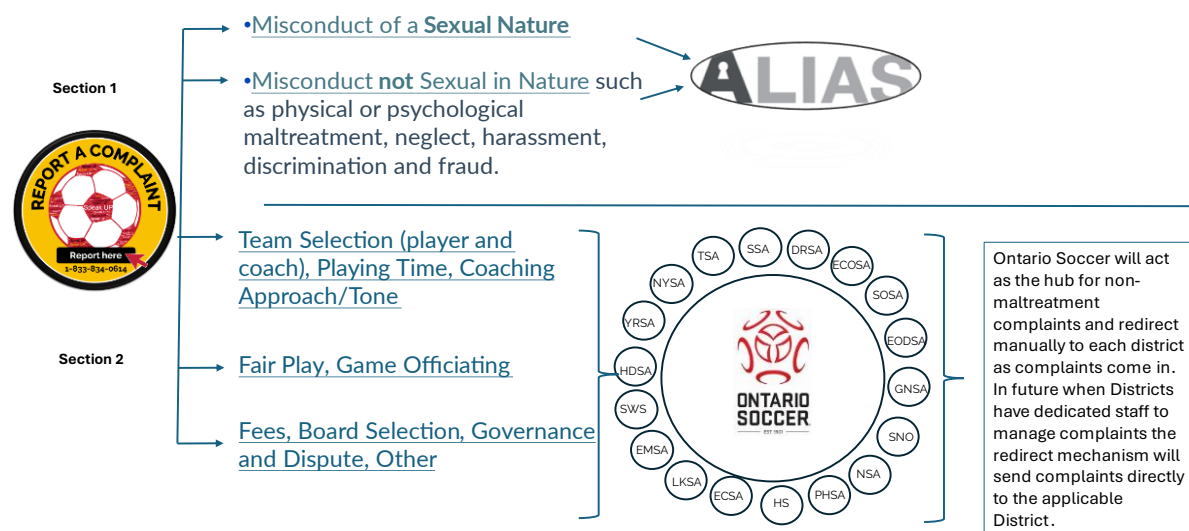 •Misconduct of a Sexual Nature
Section 1
•Misconduct not Sexual in Nature such
as physical or psychological
maltreatment, neglect, harassment,
discrimination and fraud.
ALIAS
REPORT A COMPLAINT
Speak UP
Report here
1-833-834-0614
Section 2
Team Selection (player and
coach), Playing Time, Coaching
Approach/Tone
Fair Play, Game Officiating
Fees, Board Selection, Governance
and Dispute, Other
SSA
DRSA
ECOSA
SOSA
EODSA
GNSA
SNO
NSA
PHSA
HS
ECSA
LKSA
EMSA
SWS
HDSA
YRSA
NYSA
TSA
ONTARIO
SOCCER
EST 1901
Ontario Soccer will act
as the hub for non-
maltreatment
complaints and redirect
manually to each district
as complaints come in.
In future when Districts
have dedicated staff to
manage complaints the
redirect mechanism will
send complaints directly
to the applicable
District.